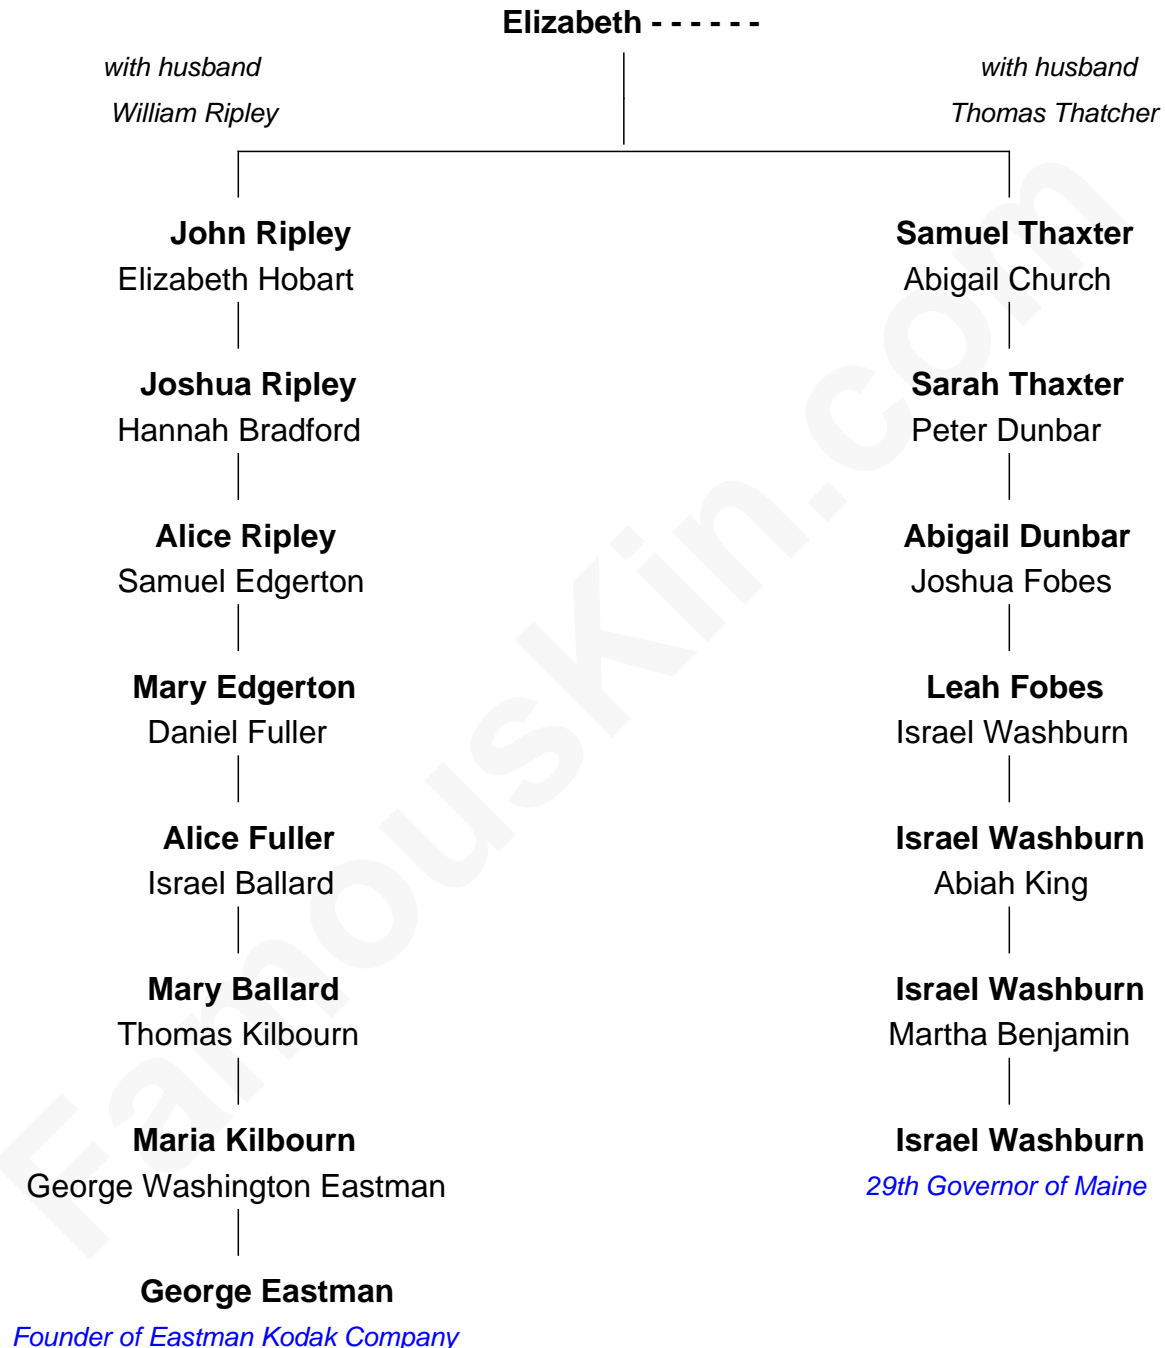 Elizabeth - - - - - -
with husband
William Ripley
with husband
Thomas Thatcher
John Ripley
Elizabeth Hobart
Joshua Ripley
Hannah Bradford
Alice Ripley
Samuel Edgerton
Mary Edgerton
Daniel Fuller
Alice Fuller
Israel Ballard
Mary Ballard
Thomas Kilbourn
Maria Kilbourn
George Washington Eastman
George Eastman
Founder of Eastman Kodak Company
Samuel Thaxter
Abigail Church
Sarah Thaxter
Peter Dunbar
Abigail Dunbar
Joshua Fobes
Leah Fobes
Israel Washburn
Israel Washburn
Abiah King
Israel Washburn
Martha Benjamin
Israel Washburn
29th Governor of Maine
FamousKin.com